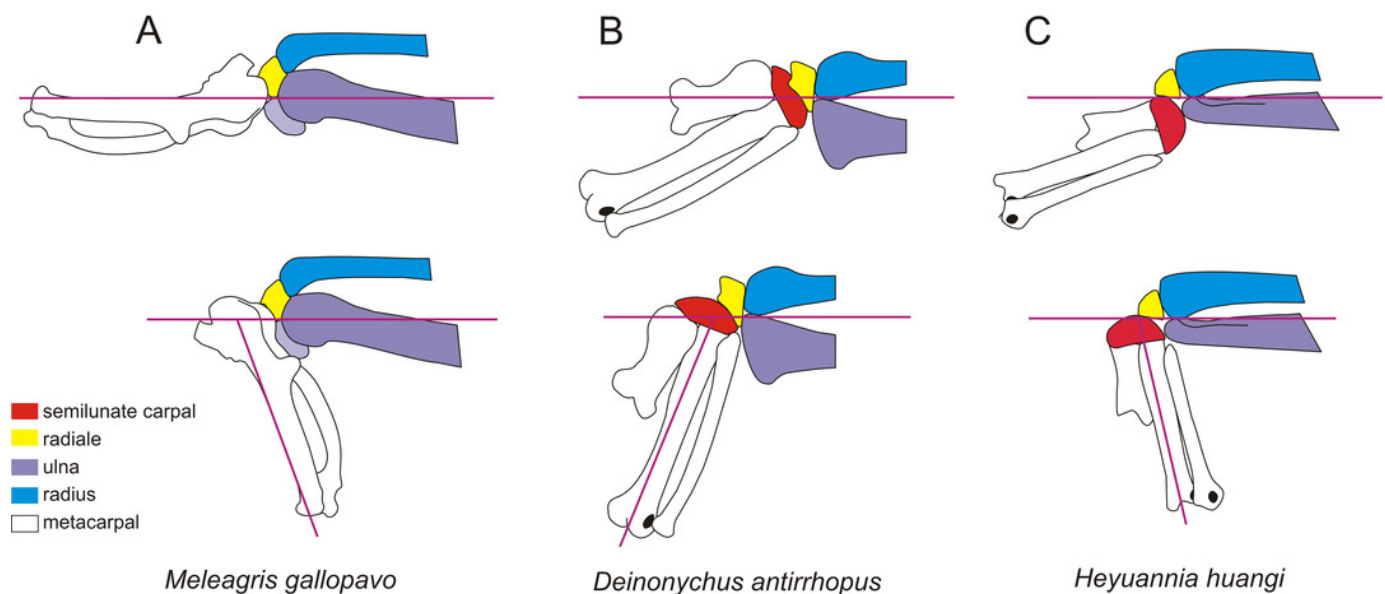 A
B
C
semilunate carpal
radiale
ulna
radius
metacarpal
Meleagris gallopavo
Deinonychus antirrhopus
Heyuannia huangi